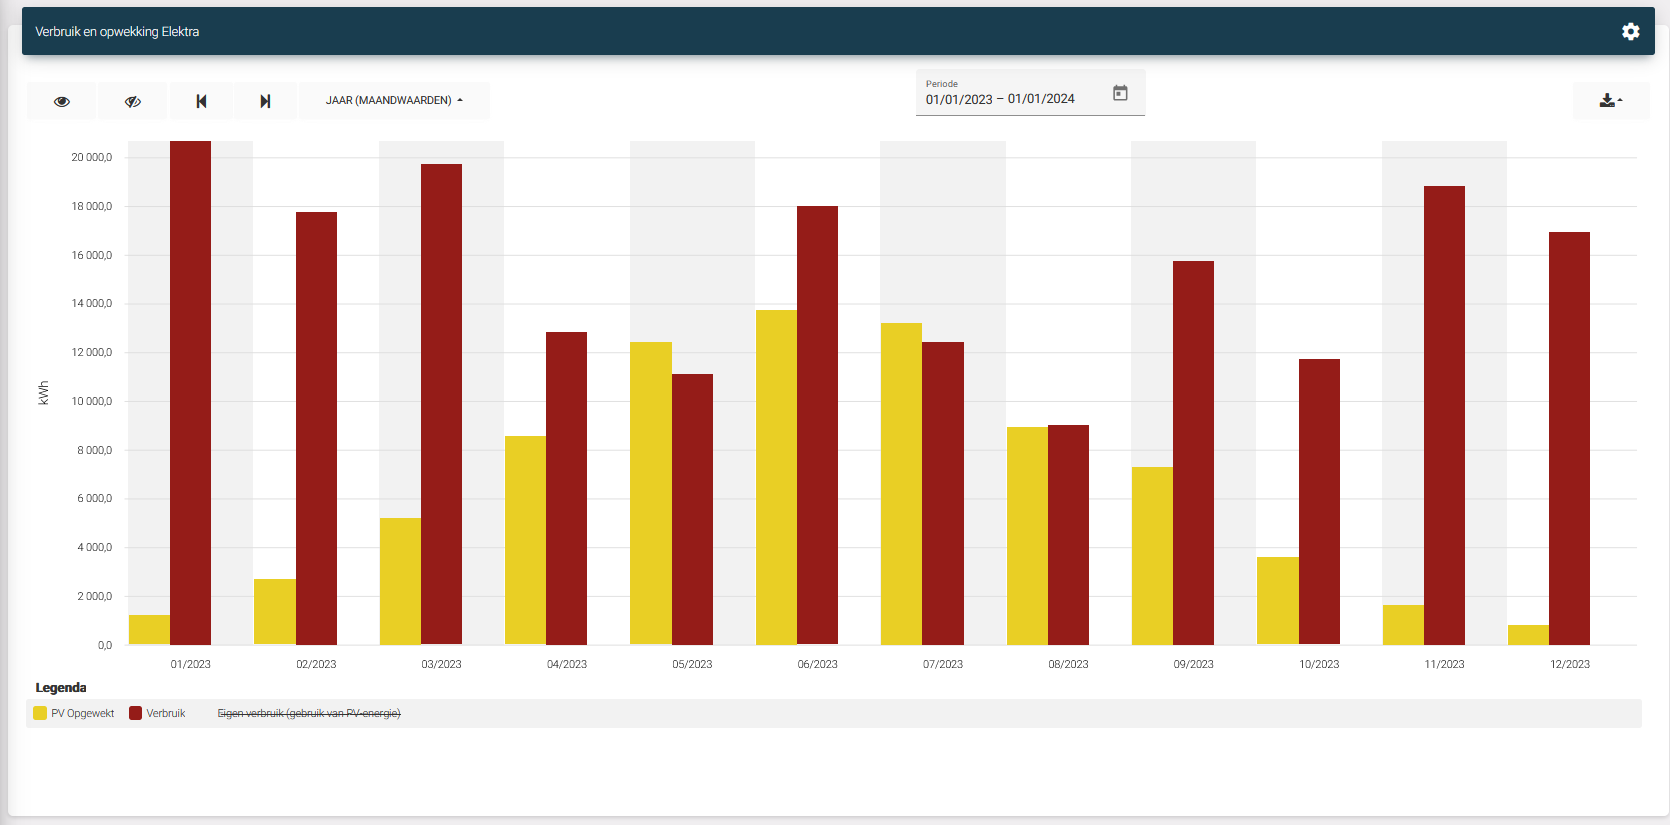 Verbruik en opwekking Elektra
JAAR (MAANDWAARDEN)
Periode
01/01/2023 – 01/01/2024
20 000,0
18 000,0
16 000,0
14 000,0
12 000,0
10 000,0
8 000,0
6 000,0
4 000,0
2 000,0
0,0
kWh
01/2023 02/2023 03/2023 04/2023 05/2023 06/2023 07/2023 08/2023 09/2023 10/2023 11/2023 12/2023
Legenda
PV Opgewekt Verbruik Eigen verbruik (gebruik van PV-energie)